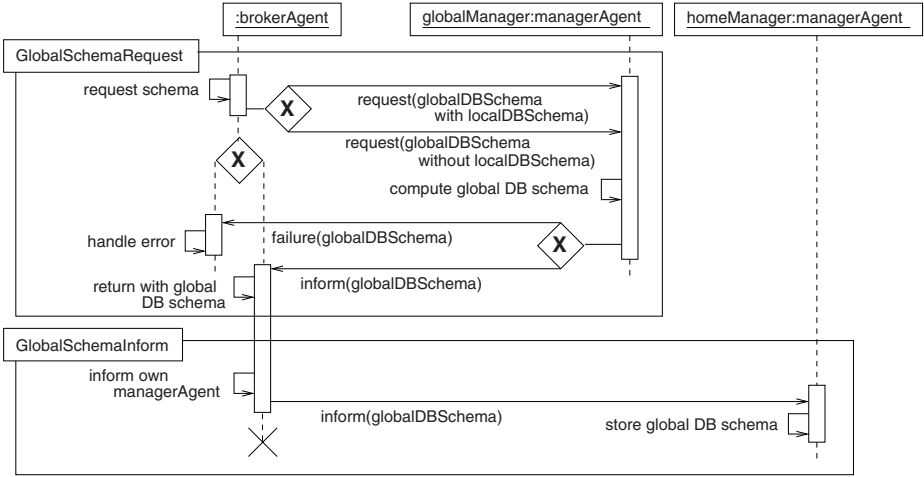 :brokerAgent
globalManager:managerAgent
homeManager:managerAgent
GlobalSchemaRequest
request schema
X
request(globalDBSchema
with localDBSchema)
request(globalDBSchema
without localDBSchema)
X
compute global DB schema
handle error
failure(globalDBSchema)
X
return with global
DB schema
inform(globalDBSchema)
GlobalSchemaInform
inform own
managerAgent
inform(globalDBSchema)
store global DB schema